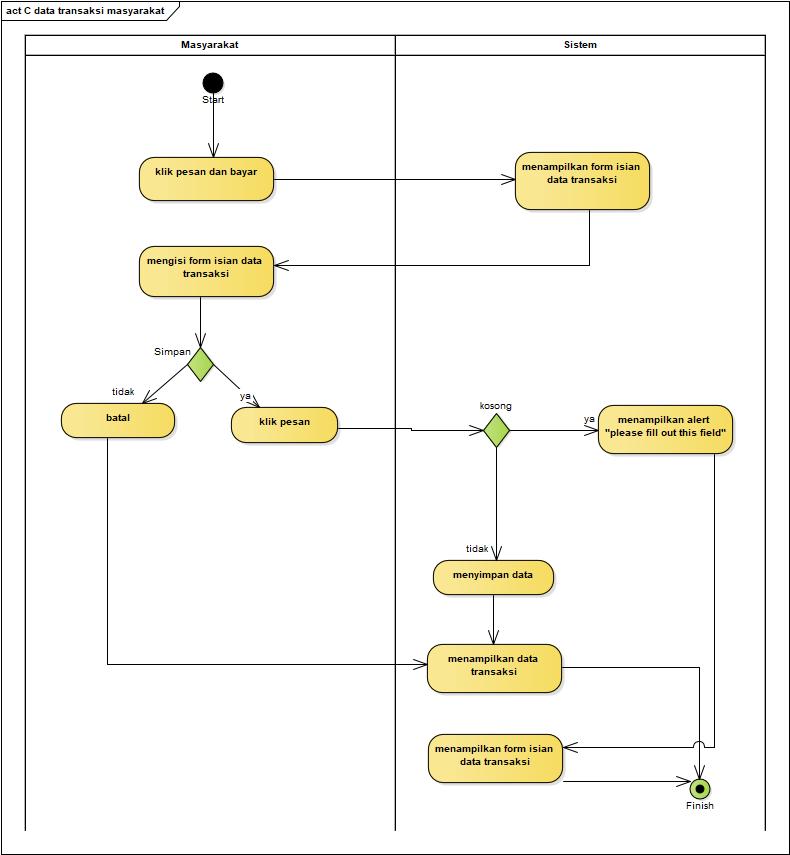 act C data transaksi masyarakat
Masyarakat
Sistem
Start
klik pesan dan bayar
menampilkan form isian
data transaksi
mengisi form isian data
transaksi
Simpan
tidak
ya
batal
klik pesan
kosong
ya
menampilkan alert
"please fill out this field"
tidak
menyimpan data
menampilkan data
transaksi
menampilkan form isian
data transaksi
Finish